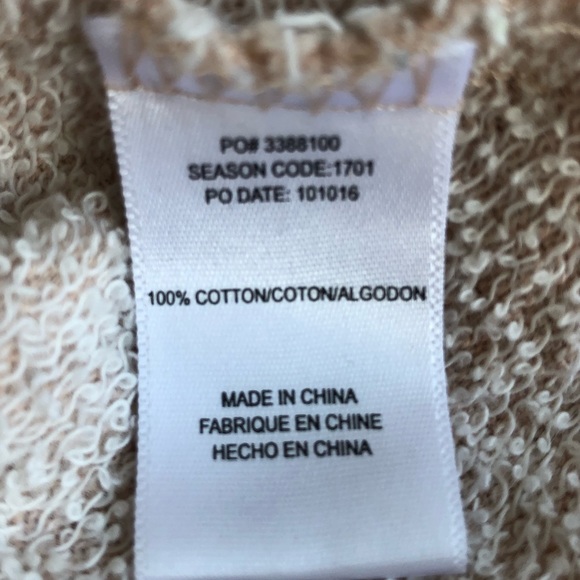 PO# 3388100
SEASON CODE:1701
PO DATE: 101016
100% COTTON/COTON/ALGODON
MADE IN CHINA
FABRIQUE EN CHINE
HECHO EN CHINA